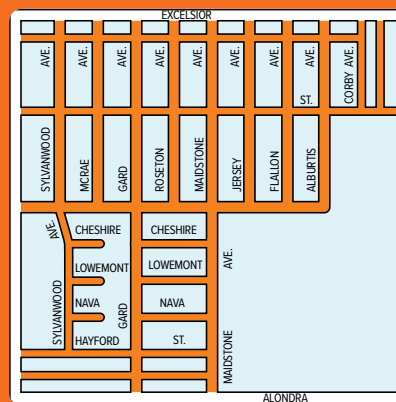 EXCELSIOR
AVE. AVE. AVE. AVE. AVE. AVE. AVE. AVE. CORBY AVE.
ST.
SYLVANWOOD MCRAE GARD ROSETON MAIDSTONE JERSEY FLALLON ALBURTIS
AVE. CHESHIRE CHESHIRE
LOWEMONT LOWEMONT AVE.
SYLVANWOOD NAVA GARD NAVA
HAYFORD ST. MAIDSTONE
ALONDRA